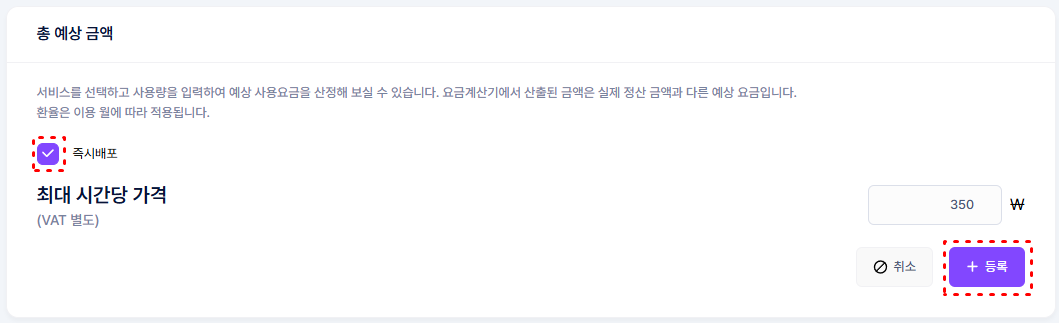 총 예상 금액
서비스를 선택하고 사용량을 입력하여 예상 사용요금을 산정해 보실 수 있습니다. 요금계산기에서 산출된 금액은 실제 정산 금액과 다른 예상 요금입니다.
환율은 이용 월에 따라 적용됩니다.
즉시배포
최대 시간당 가격
(VAT 별도)
350 ₩
취소
+ 등록